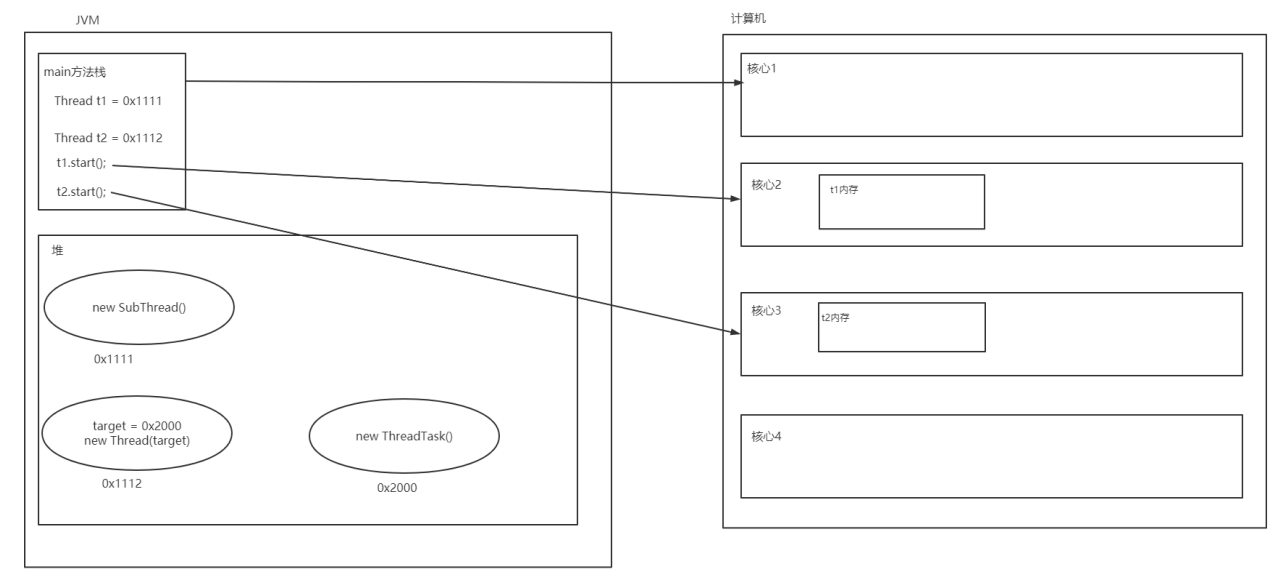 JVM
main方法栈
Thread t1 = 0x1111
Thread t2 = 0x1112
t1.start();
t2.start();
堆
new SubThread()
0x1111
target = 0x2000
new Thread(target)
0x1112
new ThreadTask()
0x2000
计算机
核心1
核心2
t1内存
核心3
t2内存
核心4